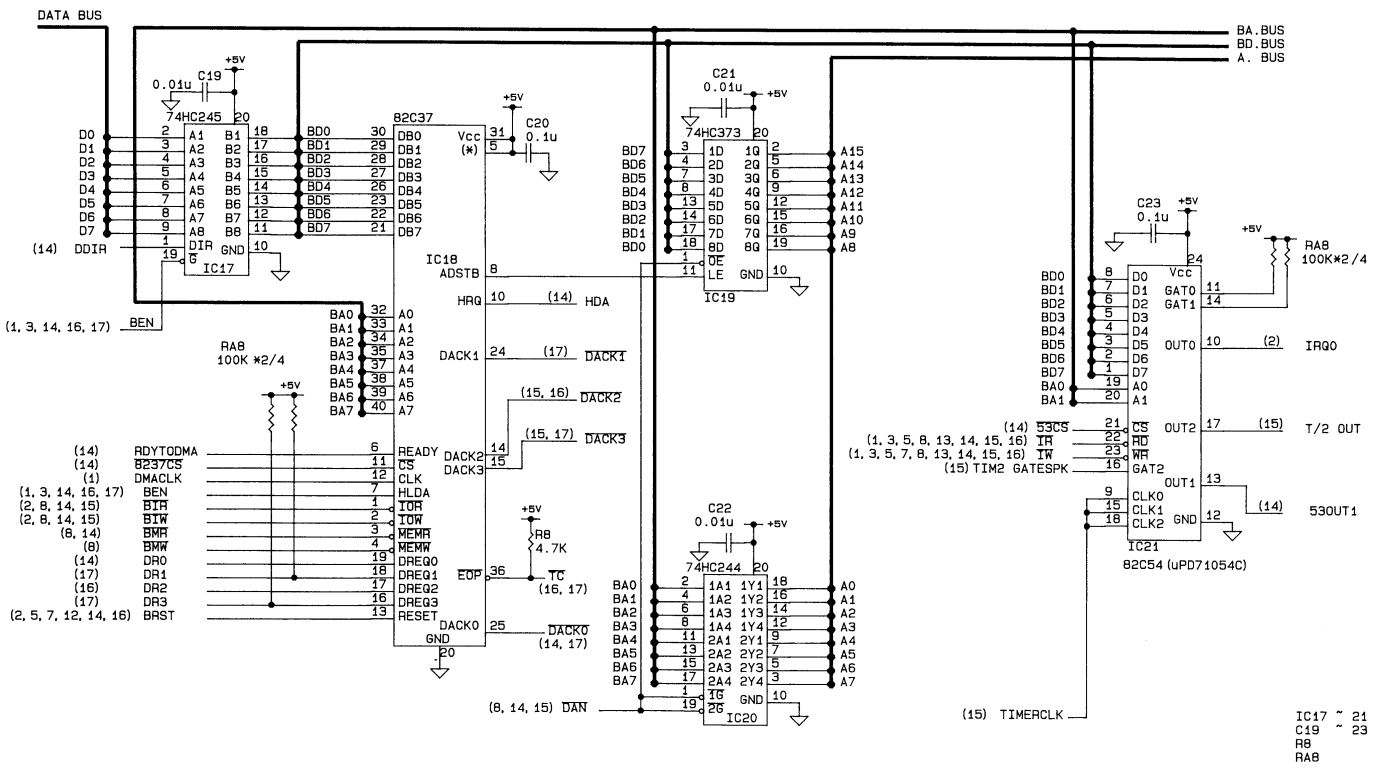 DATA BUS
BA.BUS
BD.BUS
A. BUS
+5V
C19
0.01u
74HC245
20
D0 2 A1 B1 18 BD0
D1 3 A2 B2 17 BD1
D2 4 A3 B3 16 BD2
D3 5 A4 B4 15 BD3
D4 6 A5 B5 14 BD4
D5 7 A6 B6 13 BD5
D6 8 A7 B7 12 BD6
D7 9 A8 B8 11 BD7
(14) DDIR 1 DIR GND 10
19 G
IC17
(1, 3, 14, 16, 17) BEN
82C37
+5V
C20
0.1u
30 DB0 Vcc 31
29 DB1 (*) 5
28 DB2
27 DB3
26 DB4
23 DB5
22 DB6
21 DB7
IC18
ADSTB 8
HRQ 10 (14) HDA
BA0 32 A0
BA1 33 A1
BA2 34 A2
BA3 35 A3
BA4 37 A4
BA5 38 A5
BA6 39 A6
BA7 40 A7
DACK1 24 (17) DACK1
(15, 16) DACK2
(15, 17) DACK3
DACK2 14
DACK3 15
RA8
100K *2/4
+5V
(14) RDYTODMA 6 READY
(14) 8237CS 11 CS
(1) DMACLK 12 CLK
(1, 3, 14, 16, 17) BEN 7 HLDA
(2, 8, 14, 15) BIR 1 IOR
(2, 8, 14, 15) BIW 2 IOW
(8, 14) BMR 3 MEMR
(8) BMW 4 MEMW
(14) DR0 19 DREQ0
(17) DR1 18 DREQ1
(16) DR2 17 DREQ2
(17) DR3 16 DREQ3
(2, 5, 7, 12, 14, 16) BRST 13 RESET
+5V
R8
4.7K
EOP 36 TC
(16, 17)
DACK0 25 DACK0
(14, 17)
GND
20
C21
0.01u
+5V
74HC373
20
BD7 3 1D 1Q 2 A15
BD6 4 2D 2Q 5 A14
BD5 7 3D 3Q 6 A13
BD4 8 4D 4Q 9 A12
BD3 13 5D 5Q 12 A11
BD2 14 6D 6Q 15 A10
BD1 17 7D 7Q 16 A9
BD0 18 8D 8Q 19 A8
1 OE
11 LE GND 10
IC19
C22
0.01u
+5V
74HC244
20
BA0 2 1A1 1Y1 18 A0
BA1 4 1A2 1Y2 16 A1
BA2 6 1A3 1Y3 14 A2
BA3 8 1A4 1Y4 12 A3
BA4 11 2A1 2Y1 9 A4
BA5 13 2A2 2Y2 7 A5
BA6 15 2A3 2Y3 5 A6
BA7 17 2A4 2Y4 3 A7
1 1G GND 10
(8, 14, 15) DAN 19 2G
IC20
C23
0.1u
+5V
24
+5V
RA8
100K*2/4
Vcc
BD0 8 D0 GAT0 11
BD1 7 D1 GAT1 14
BD2 6 D2
BD3 5 D3
BD4 4 D4
BD5 3 D5 OUT0 10 (2) IRQ0
BD6 2 D6
BD7 1 D7
BA0 19 A0
BA1 20 A1
(14) 53CS 21 CS OUT2 17 (15) T/2 OUT
(1, 3, 5, 8, 13, 14, 15, 16) IR 22 RD
(1, 3, 5, 7, 8, 13, 14, 15, 16) IW 23 WR
(15) TIM2 GATESPK 16 GAT2
OUT1 13 (14) 53OUT1
9 CLK0
15 CLK1
18 CLK2 GND 12
IC21
82C54 (uPD71054C)
(15) TIMERCLK
IC17 ~ 21
C19 ~ 23
R8
RA8